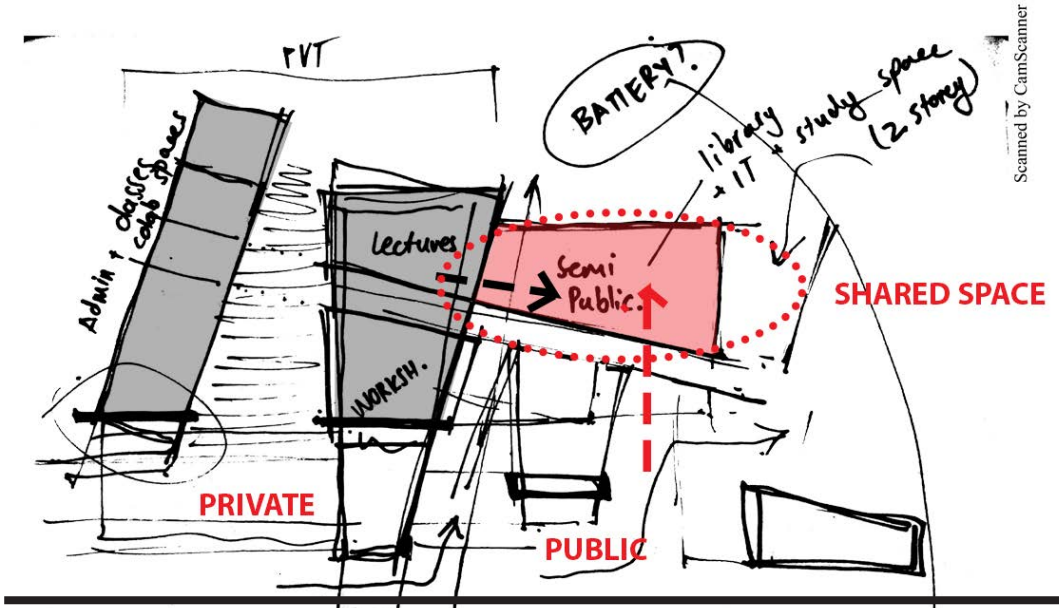 PVT
BATTERY?
library
+ IT + study space
(2 storey)
Scanned by CamScanner
Admin + classes
colab spaces
Lectures
Semi
Public.
SHARED SPACE
WORKSH.
PRIVATE
PUBLIC